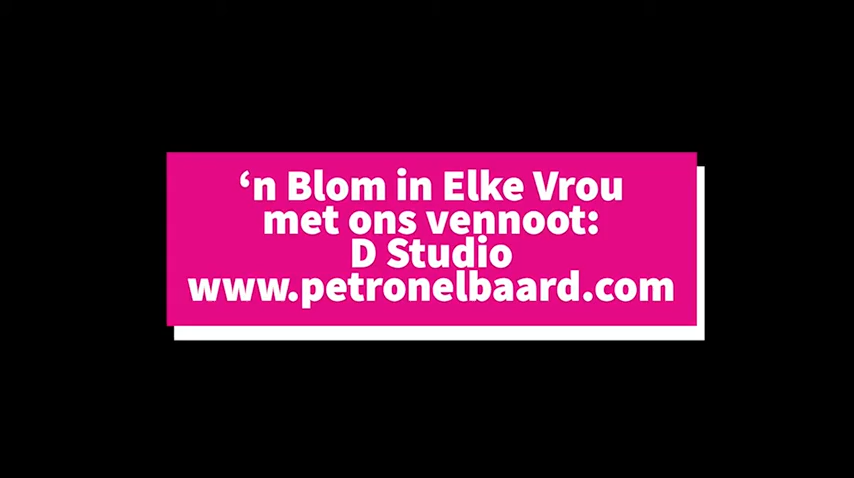 ‘n Blom in Elke Vrou
met ons vennoot:
D Studio
www.petronelbaard.com